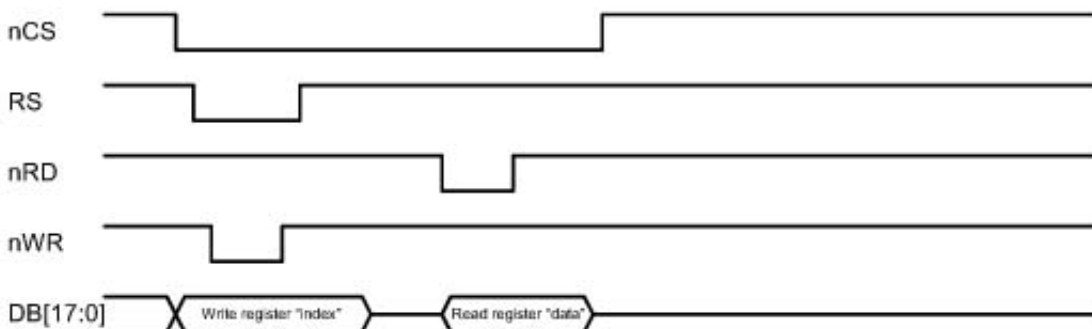 nCS
RS
nRD
nWR
DB[17:0] Write register "index" Read register "data"